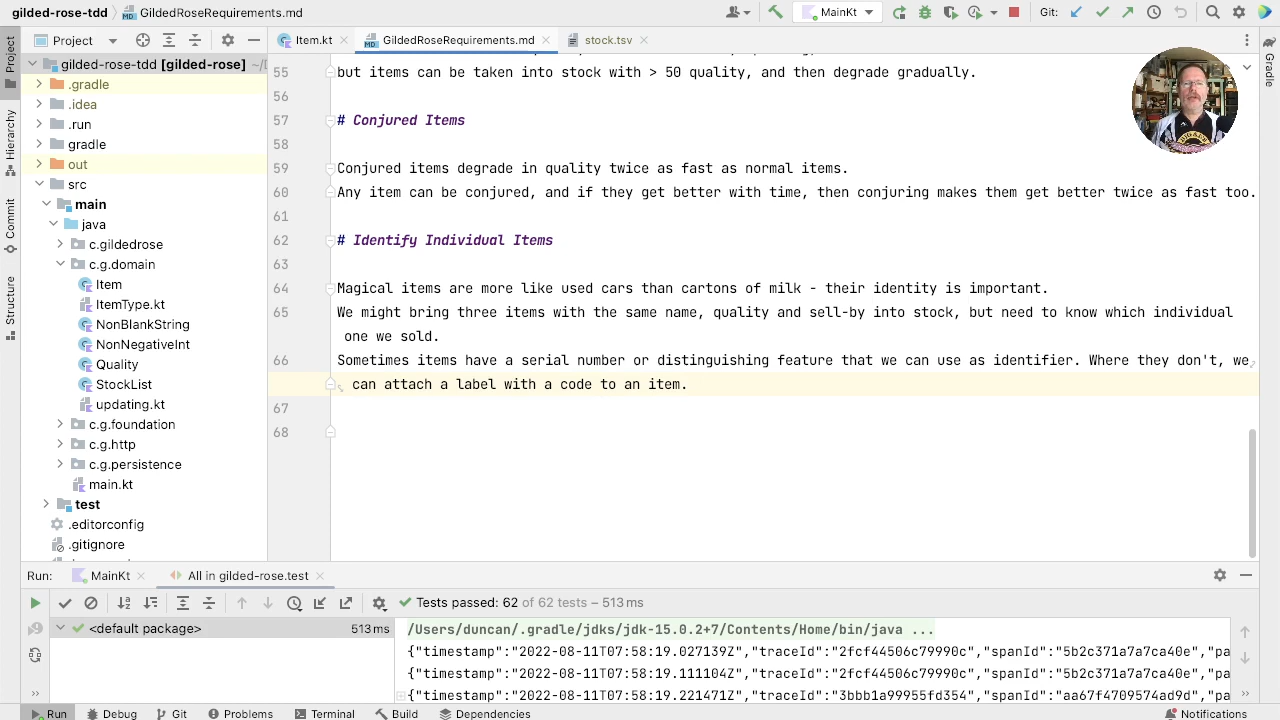 gilded-rose-tdd
GildedRoseRequirements.md
MainKt
Git:
Project
Item.kt
GildedRoseRequirements.md
stock.tsv
Project
Hierarchy
Commit
Structure
Gradle
gilded-rose-tdd [gilded-rose]
.gradle
.idea
.run
gradle
out
src
main
java
c.gildedrose
c.g.domain
Item
ItemType.kt
NonBlankString
NonNegativeInt
Quality
StockList
updating.kt
c.g.foundation
c.g.http
c.g.persistence
main.kt
test
.editorconfig
.gitignore
55 but items can be taken into stock with > 50 quality, and then degrade gradually.
56
57 # Conjured Items
58
59 Conjured items degrade in quality twice as fast as normal items.
60 Any item can be conjured, and if they get better with time, then conjuring makes them get better twice as fast too.
61
62 # Identify Individual Items
63
64 Magical items are more like used cars than cartons of milk - their identity is important.
65 We might bring three items with the same name, quality and sell-by into stock, but need to know which individual
one we sold.
66 Sometimes items have a serial number or distinguishing feature that we can use as identifier. Where they don't, we
can attach a label with a code to an item.
67
68
Run:
MainKt
All in gilded-rose.test
Tests passed: 62 of 62 tests – 513 ms
<default package>
513 ms
/Users/duncan/.gradle/jdks/jdk-15.0.2+7/Contents/Home/bin/java ...
{"timestamp":"2022-08-11T07:58:19.027139Z","traceId":"2fcf44506c79990c","spanId":"5b2c371a7a7ca40e","pa
{"timestamp":"2022-08-11T07:58:19.111104Z","traceId":"2fcf44506c79990c","spanId":"5b2c371a7a7ca40e","pa
{"timestamp":"2022-08-11T07:58:19.221471Z","traceId":"3bbb1a99955fd354","spanId":"aa67f4709574ad9d","pa
Run
Debug
Git
Problems
Terminal
Build
Dependencies
Notifications